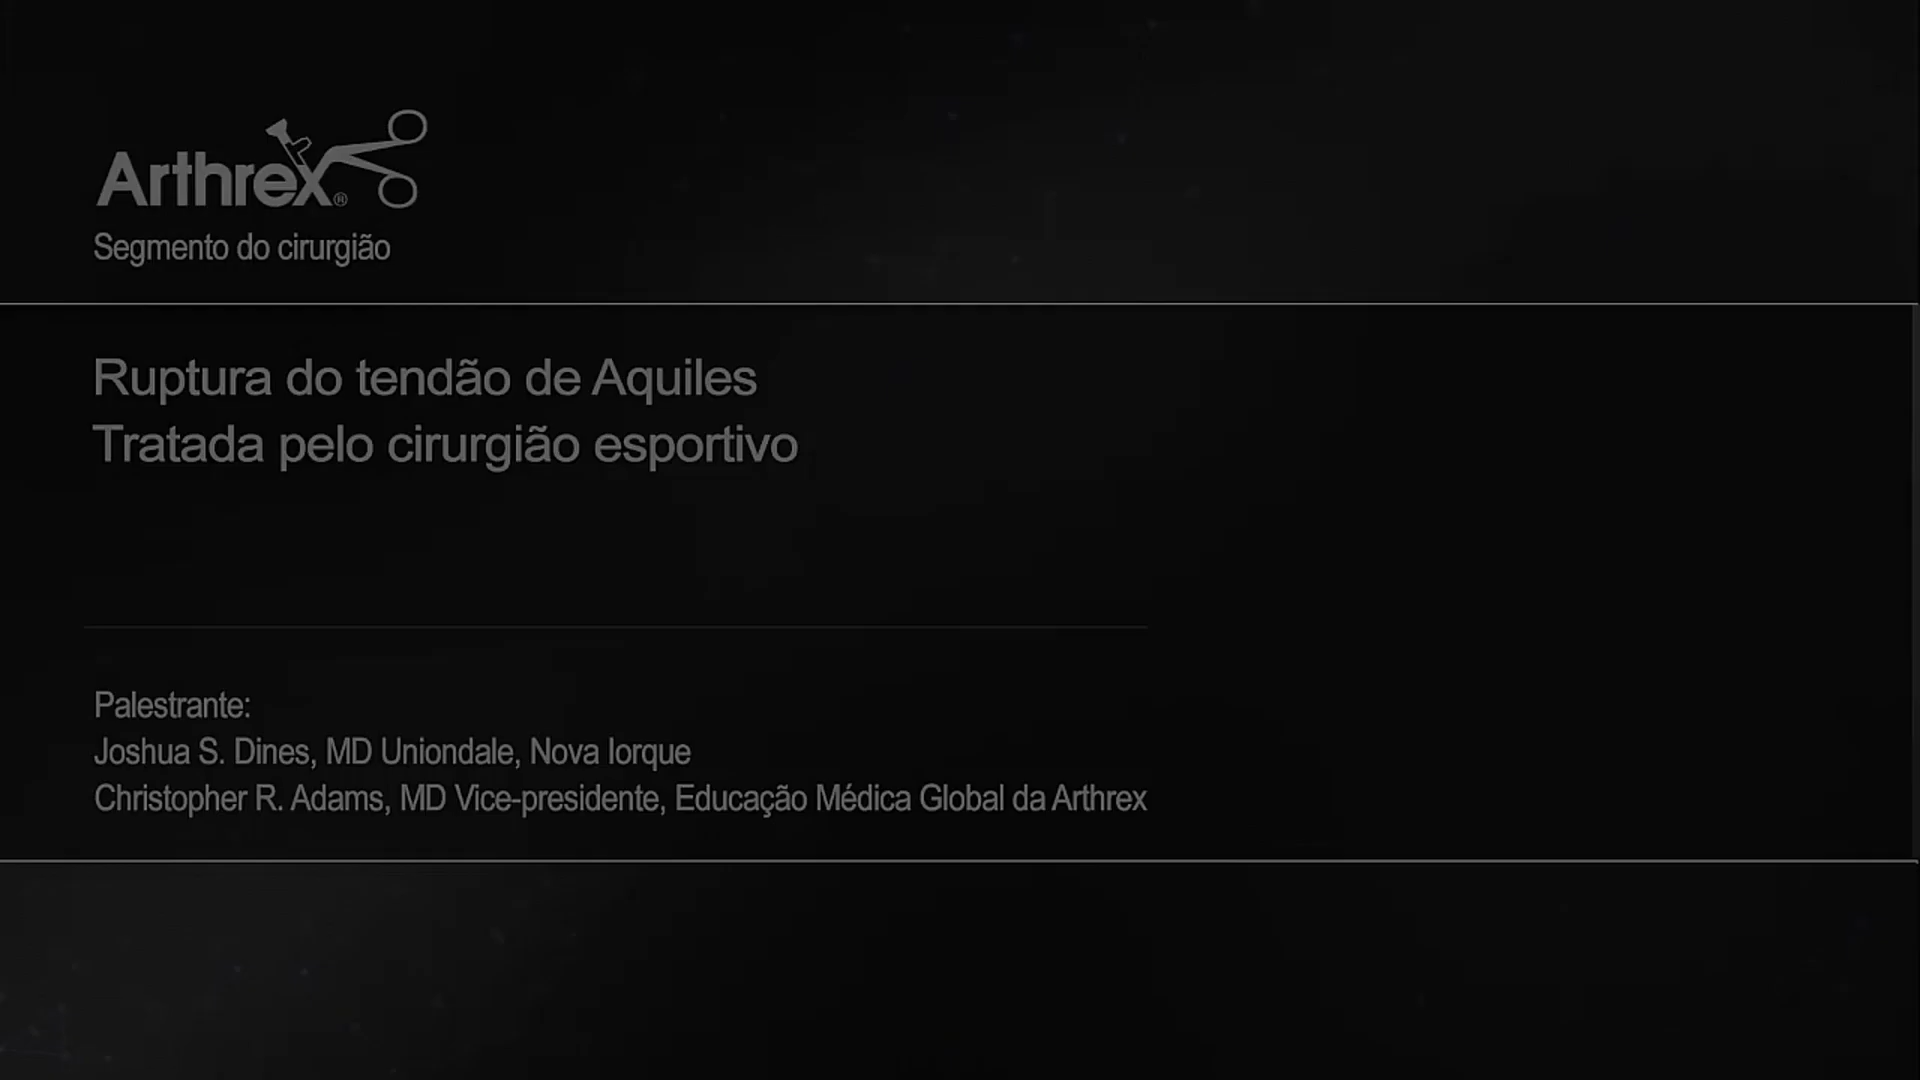 Arthrex®
Segmento do cirurgião
Ruptura do tendão de Aquiles
Tratada pelo cirurgião esportivo
Palestrante:
Joshua S. Dines, MD Uniondale, Nova Iorque
Christopher R. Adams, MD Vice-presidente, Educação Médica Global da Arthrex